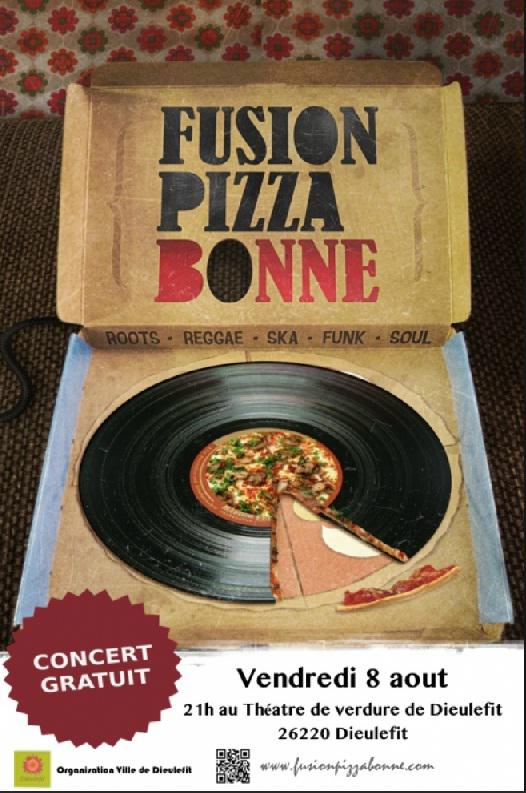 FUSION
PIZZA
BONNE
ROOTS - REGGAE - SKA - FUNK - SOUL
CONCERT
GRATUIT
Vendredi 8 aout
21h au Théatre de verdure de Dieulefit
26220 Dieulefit
Organisation Ville de Dieulefit
www.fusionpizzabonne.com